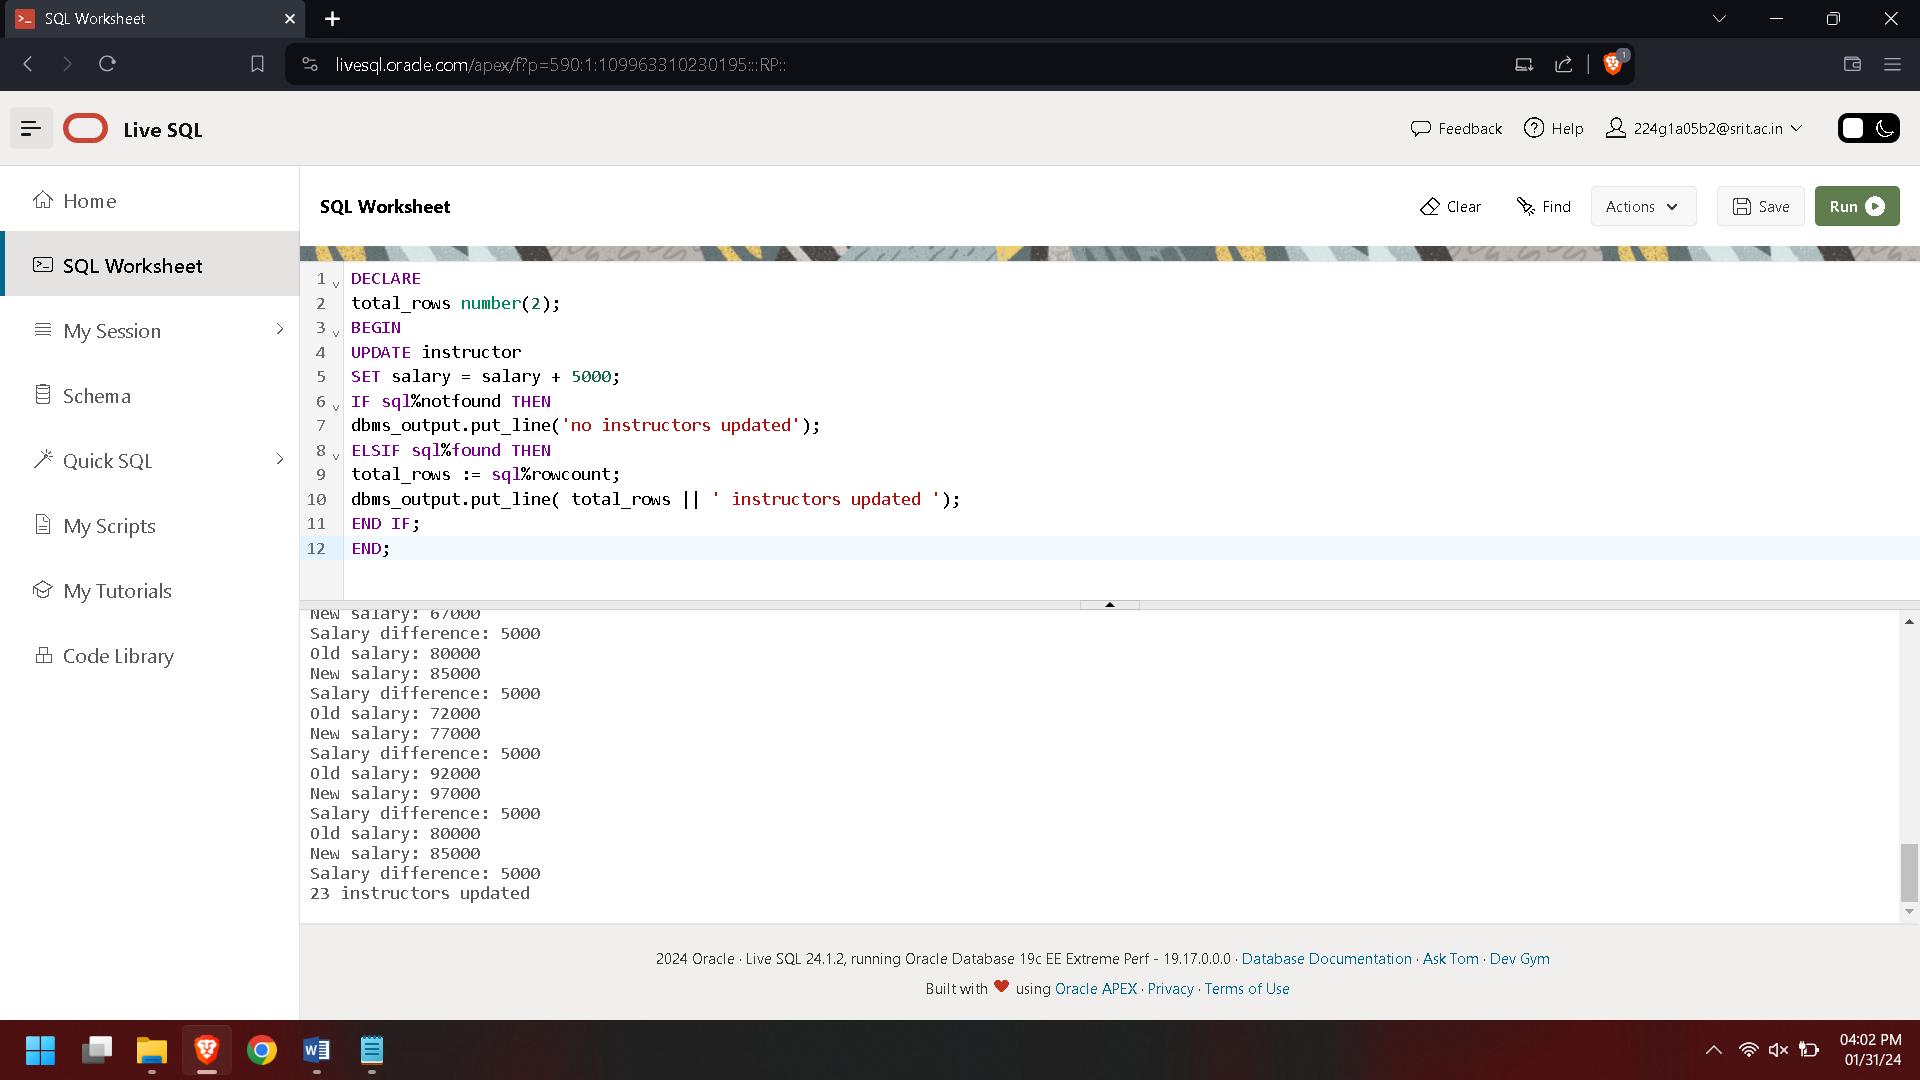 SQL Worksheet
livesql.oracle.com/apex/f?p=590:1:109963310230195:::RP::
1
Live SQL
Feedback
Help
224g1a05b2@srit.ac.in
Home
SQL Worksheet
My Session
Schema
Quick SQL
My Scripts
My Tutorials
Code Library
SQL Worksheet
Clear
Find
Actions
Save
Run
1 DECLARE
2 total_rows number(2);
3 BEGIN
4 UPDATE instructor
5 SET salary = salary + 5000;
6 IF sql%notfound THEN
7 dbms_output.put_line('no instructors updated');
8 ELSIF sql%found THEN
9 total_rows := sql%rowcount;
10 dbms_output.put_line( total_rows || ' instructors updated ');
11 END IF;
12 END;
New salary: 67000
Salary difference: 5000
Old salary: 80000
New salary: 85000
Salary difference: 5000
Old salary: 72000
New salary: 77000
Salary difference: 5000
Old salary: 92000
New salary: 97000
Salary difference: 5000
Old salary: 80000
New salary: 85000
Salary difference: 5000
23 instructors updated
2024 Oracle · Live SQL 24.1.2, running Oracle Database 19c EE Extreme Perf - 19.17.0.0.0 · Database Documentation · Ask Tom · Dev Gym
Built with ❤ using Oracle APEX · Privacy · Terms of Use
04:02 PM
01/31/24